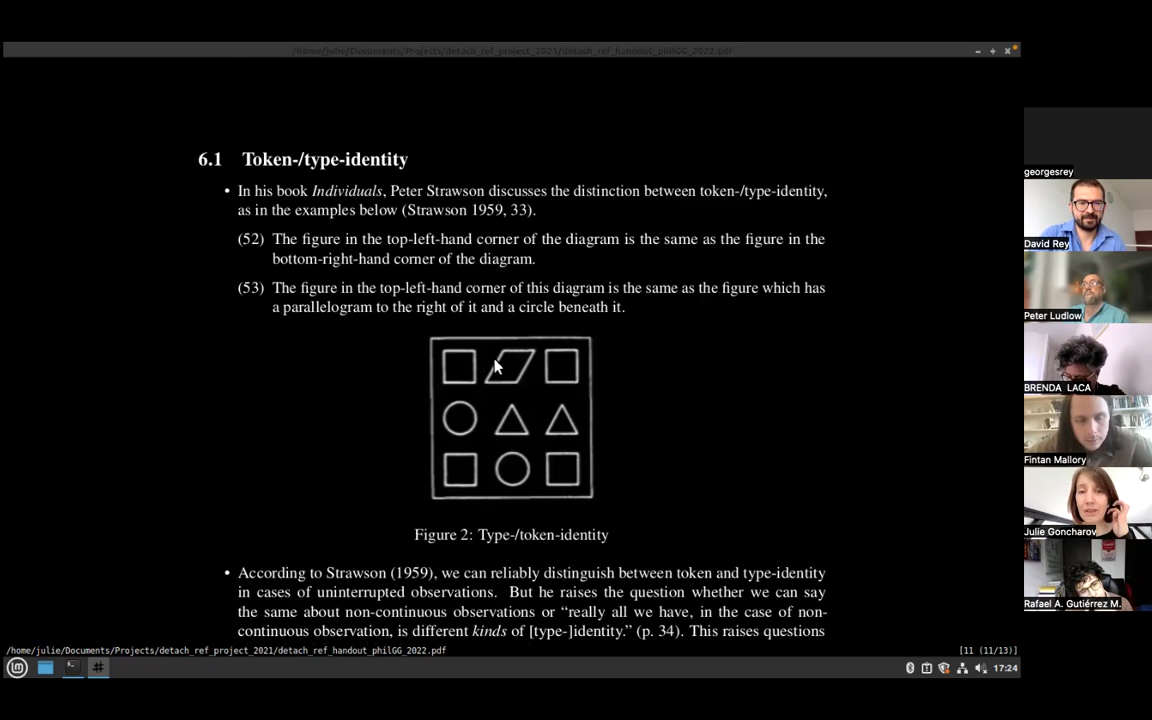 /home/julie/Documents/Projects/detach_ref_project_2021/detach_ref_handout_philGG_2022.pdf
6.1 Token-/type-identity
• In his book Individuals, Peter Strawson discusses the distinction between token-/type-identity,
as in the examples below (Strawson 1959, 33).
(52) The figure in the top-left-hand corner of the diagram is the same as the figure in the
bottom-right-hand corner of the diagram.
(53) The figure in the top-left-hand corner of this diagram is the same as the figure which has
a parallelogram to the right of it and a circle beneath it.
Figure 2: Type-/token-identity
• According to Strawson (1959), we can reliably distinguish between token and type-identity
in cases of uninterrupted observations. But he raises the question whether we can say
the same about non-continuous observations or “really all we have, in the case of non-
continuous observation, is different kinds of [type-]identity.” (p. 34). This raises questions
/home/julie/Documents/Projects/detach_ref_project_2021/detach_ref_handout_philGG_2022.pdf
[11 (11/13)]
17:24
georgesrey
David Rey
Peter Ludlow
BRENDA LACA
Fintan Mallory
Julie Goncharov
Rafael A. Gutiérrez M.